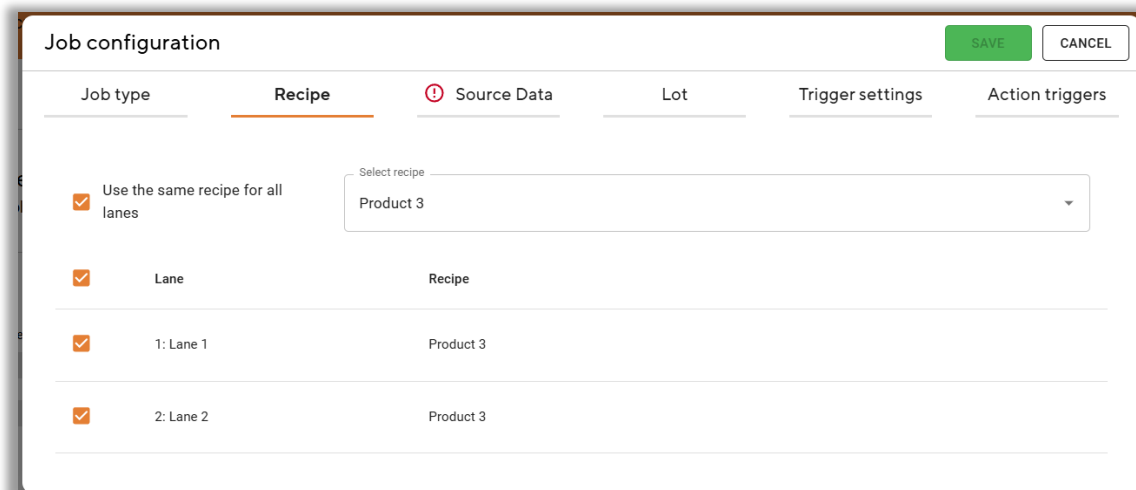 Job configuration
SAVE
CANCEL
Job type
Recipe
Source Data
Lot
Trigger settings
Action triggers
Use the same recipe for all
lanes
Select recipe
Product 3
Lane
Recipe
1: Lane 1
Product 3
2: Lane 2
Product 3